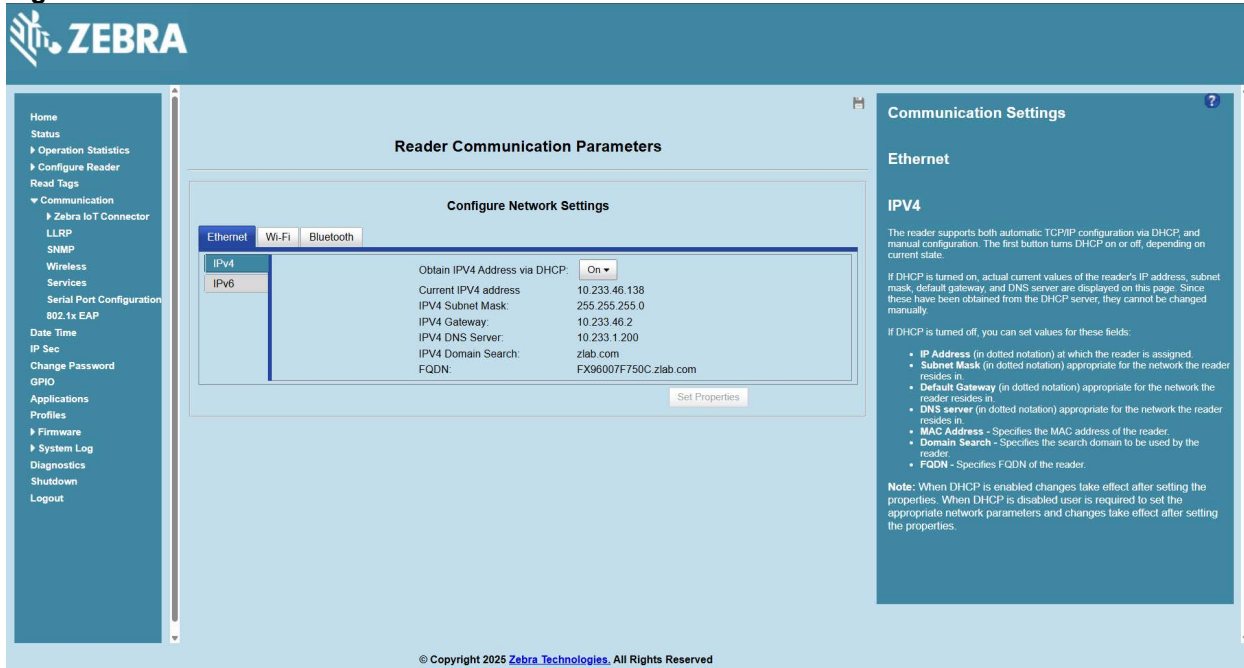 ZEBRA
Home
Status
Operation Statistics
Configure Reader
Read Tags
Communication
Zebra IoT Connector
LLRP
SNMP
Wireless
Services
Serial Port Configuration
802.1x EAP
Date Time
IP Sec
Change Password
GPIO
Applications
Profiles
Firmware
System Log
Diagnostics
Shutdown
Logout
Reader Communication Parameters
Configure Network Settings
Ethernet Wi-Fi Bluetooth
IPv4
IPv6
Obtain IPV4 Address via DHCP: On
Current IPV4 address 10.233.46.138
IPV4 Subnet Mask: 255.255.255.0
IPV4 Gateway: 10.233.46.2
IPV4 DNS Server: 10.233.1.200
IPV4 Domain Search: zlab.com
FQDN: FX96007F750C.zlab.com
Set Properties
?
Communication Settings
Ethernet
IPV4
The reader supports both automatic TCP/IP configuration via DHCP, and
manual configuration. The first button turns DHCP on or off, depending on
current state.
If DHCP is turned on, actual current values of the reader's IP address, subnet
mask, default gateway, and DNS server are displayed on this page. Since
these have been obtained from the DHCP server, they cannot be changed
manually.
If DHCP is turned off, you can set values for these fields:
• IP Address (in dotted notation) at which the reader is assigned.
• Subnet Mask (in dotted notation) appropriate for the network the reader
resides in.
• Default Gateway (in dotted notation) appropriate for the network the
reader resides in.
• DNS server (in dotted notation) appropriate for the network the reader
resides in.
• MAC Address - Specifies the MAC address of the reader.
• Domain Search - Specifies the search domain to be used by the
reader.
• FQDN - Specifies FQDN of the reader.
Note: When DHCP is enabled changes take effect after setting the
properties. When DHCP is disabled user is required to set the
appropriate network parameters and changes take effect after setting
the properties.
© Copyright 2025 Zebra Technologies. All Rights Reserved